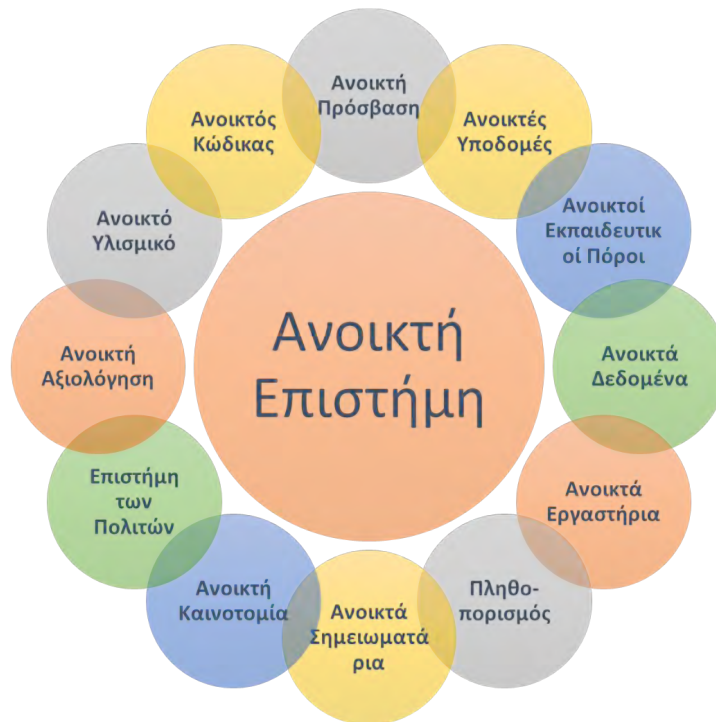 Ανοικτή
Πρόσβαση
Ανοικτές
Υποδομές
Ανοικτοί
Εκπαιδευτικ
οί Πόροι
Ανοικτά
Δεδομένα
Ανοικτά
Εργαστήρια
Πληθο-
πορισμός
Ανοικτά
Σημειωματά
ρια
Ανοικτή
Καινοτομία
Επιστήμη
των
Πολιτών
Ανοικτή
Αξιολόγηση
Ανοικτό
Υλισμικό
Ανοικτός
Κώδικας
Ανοικτή
Επιστήμη